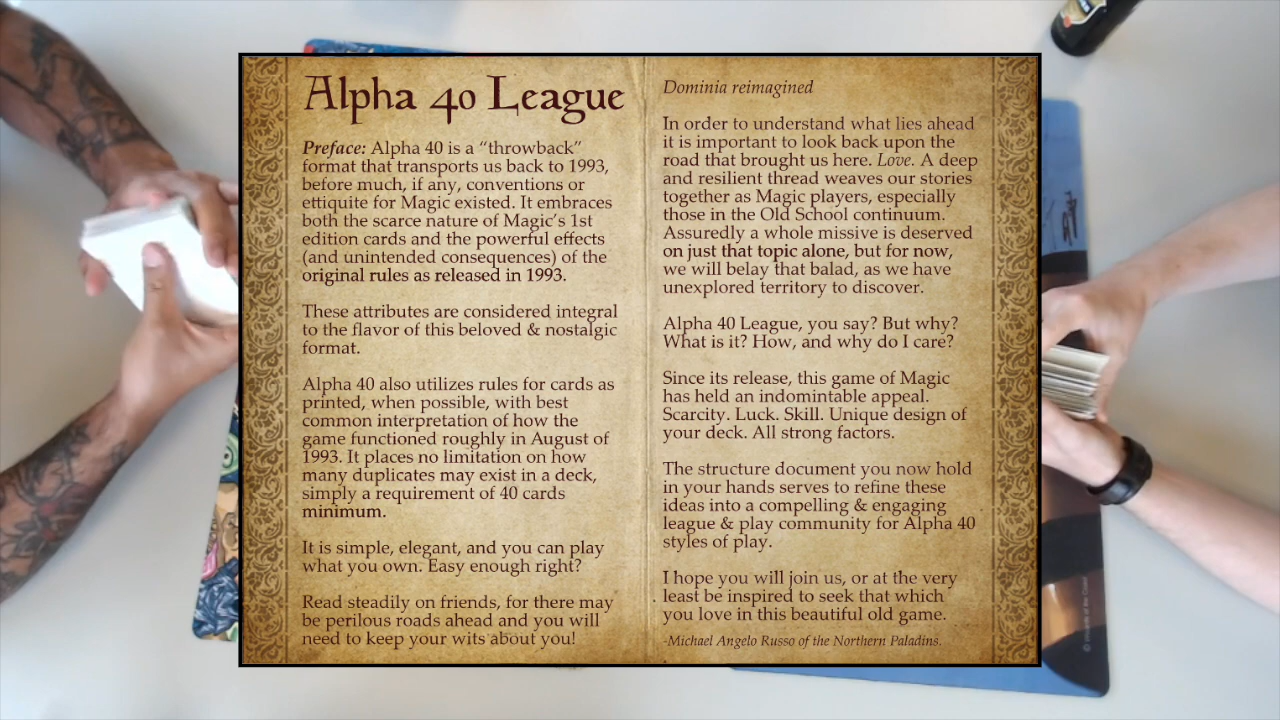 Alpha 40 League
Preface: Alpha 40 is a “throwback”
format that transports us back to 1993,
before much, if any, conventions or
ettiquite for Magic existed. It embraces
both the scarce nature of Magic’s 1st
edition cards and the powerful effects
(and unintended consequences) of the
original rules as released in 1993.
These attributes are considered integral
to the flavor of this beloved & nostalgic
format.
Alpha 40 also utilizes rules for cards as
printed, when possible, with best
common interpretation of how the
game functioned roughly in August of
1993. It places no limitation on how
many duplicates may exist in a deck,
simply a requirement of 40 cards
minimum.
It is simple, elegant, and you can play
what you own. Easy enough right?
Read steadily on friends, for there may
be perilous roads ahead and you will
need to keep your wits about you!
Dominia reimagined
In order to understand what lies ahead
it is important to look back upon the
road that brought us here. Love. A deep
and resilient thread weaves our stories
together as Magic players, especially
those in the Old School continuum.
Assuredly a whole missive is deserved
on just that topic alone, but for now,
we will belay that balad, as we have
unexplored territory to discover.
Alpha 40 League, you say? But why?
What is it? How, and why do I care?
Since its release, this game of Magic
has held an indomintable appeal.
Scarcity. Luck. Skill. Unique design of
your deck. All strong factors.
The structure document you now hold
in your hands serves to refine these
ideas into a compelling & engaging
league & play community for Alpha 40
styles of play.
I hope you will join us, or at the very
least be inspired to seek that which
you love in this beautiful old game.
-Michael Angelo Russo of the Northern Paladins.